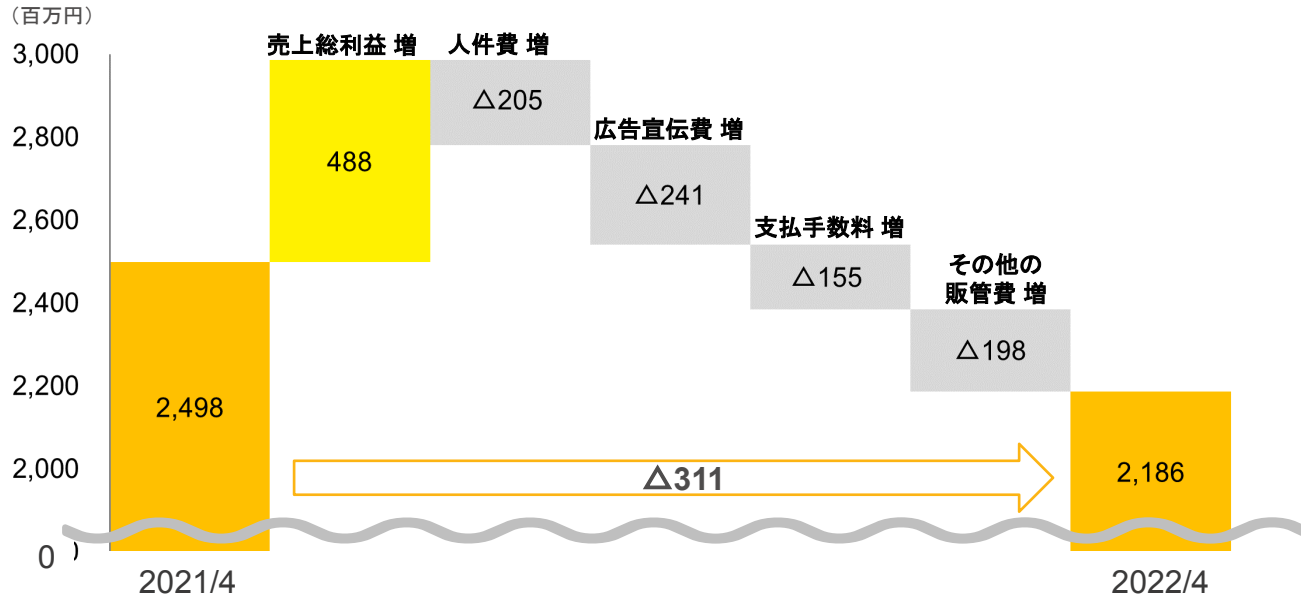 （百万円）
3,000
2,800
2,600
2,400
2,200
2,000
0
売上総利益 増
人件費 増
広告宣伝費 増
支払手数料 増
その他の
販管費 増
2,498
488
△205
△241
△155
△198
2,186
△311
2021/4
2022/4